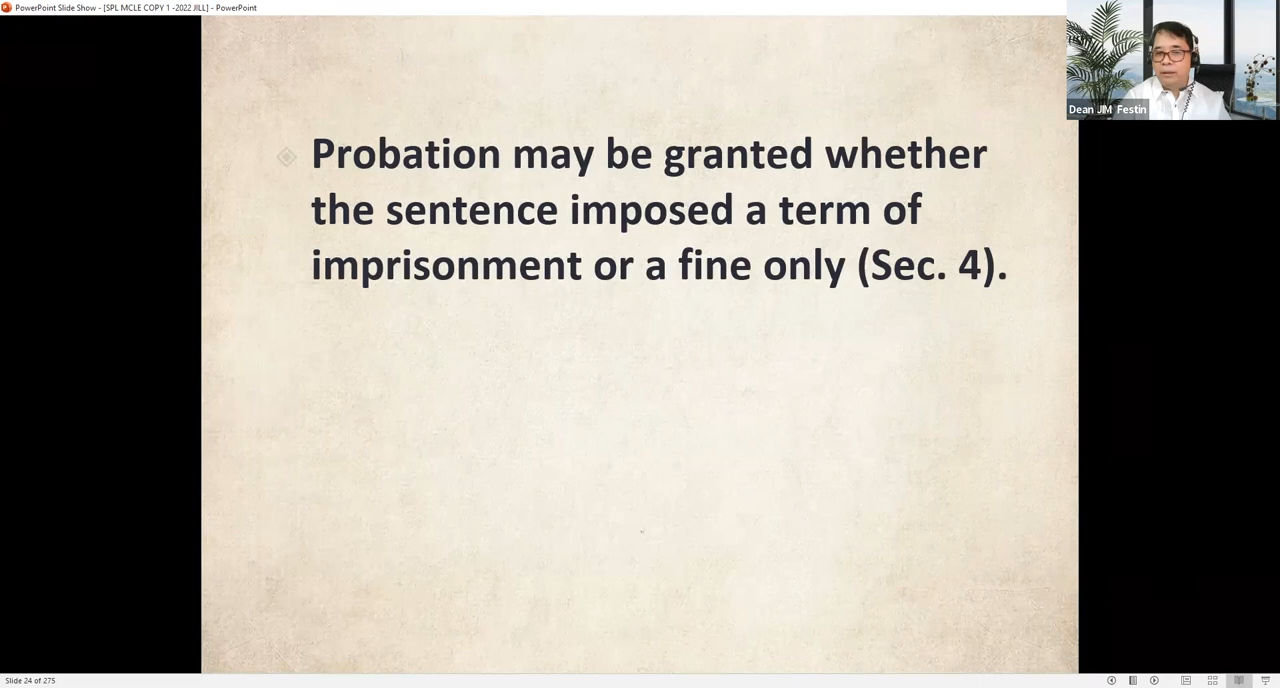 PowerPoint Slide Show - [SPL MCLE COPY 1 -2022 JILL] - PowerPoint
Dean JIM Festin
Probation may be granted whether
the sentence imposed a term of
imprisonment or a fine only (Sec. 4).
Slide 24 of 275